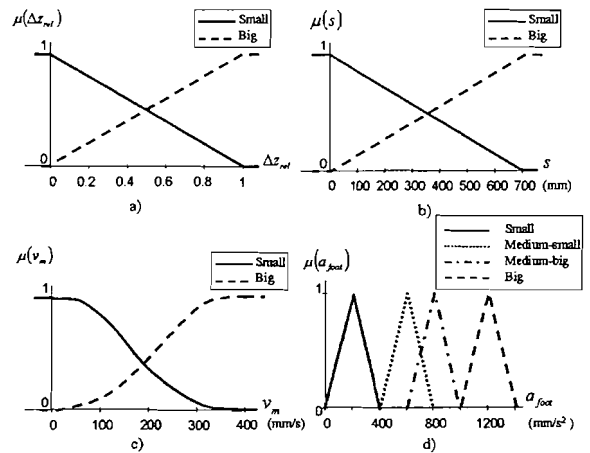 μ(Δz_rel)
Small
Big
1
0
0 0.2 0.4 0.6 0.8 1
Δz_rel
a)
μ(s)
Small
Big
1
0
0 100 200 300 400 500 600 700
s
(mm)
b)
μ(v_m)
Small
Big
1
0
0 100 200 300 400
v_m
(mm/s)
c)
Small
Medium-small
Medium-big
Big
μ(a_foot)
1
0
0 400 800 1200
a_foot
(mm/s²)
d)